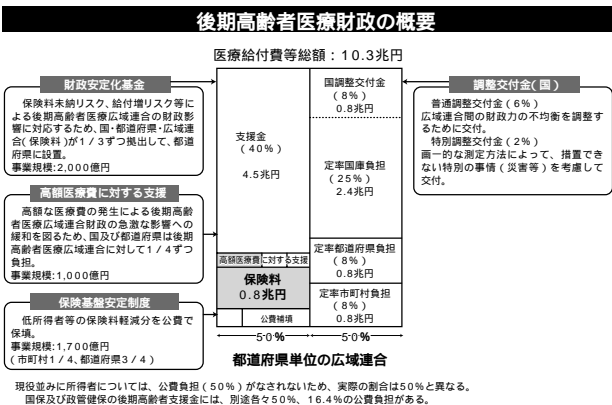 後期高齢者医療財政の概要
医療給付費等総額：10.3兆円
財政安定化基金
保険料未納リスク、給付増リスク等に
よる後期高齢者医療広域連合の財政影
響に対応するため、国・都道府県・広域連
合（保険料）が１/３ずつ拠出して、都道
府県に設置。
事業規模：2,000億円
高額医療費に対する支援
高額な医療費の発生による後期高齢
者医療広域連合財政の急激な影響への
緩和を図るため、国及び都道府県は後期
高齢者医療広域連合に対して１/４ずつ
負担。
事業規模：1,000億円
保険基盤安定制度
低所得者等の保険料軽減分を公費で
保填。
事業規模：1,700億円
（市町村１/４、都道府県３/４）
支援金
（40％）
4.5兆円
高額医療費に対する支援
保険料
0.8兆円
公費補填
国調整交付金
（8％）
0.8兆円
定率国庫負担
（25％）
2.4兆円
定率都道府県負担
（8％）
0.8兆円
定率市町村負担
（8％）
0.8兆円
50％
50％
都道府県単位の広域連合
調整交付金（国）
普通調整交付金（６％）
広域連合間の財政力の不均衡を調整す
るために交付。
特別調整交付金（２％）
画一的な測定方法によって、措置でき
ない特別の事情（災害等）を考慮して
交付。
現役並みに所得者については、公費負担（50％）がなされないため、実際の割合は50％と異なる。
国保及び政管健保の後期高齢者支援金には、別途各々50％、16.4％の公費負担がある。